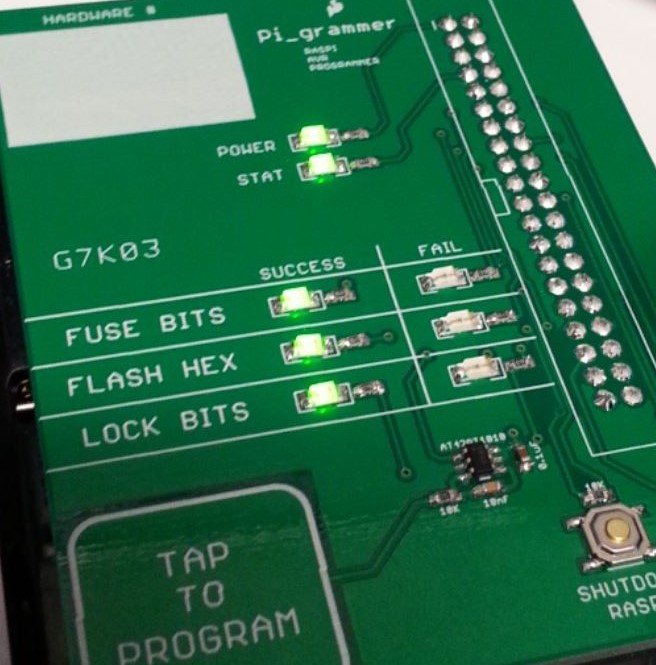 HARDWARE #
Pi_grammer
RASPI
AVR
PROGRAMMER
POWER
STAT
G7K03
SUCCESS FAIL
FUSE BITS
FLASH HEX
LOCK BITS
AT42QT1010
0.1uF
10K 10nF
10K
TAP
TO
PROGRAM
SHUTDO
RASP